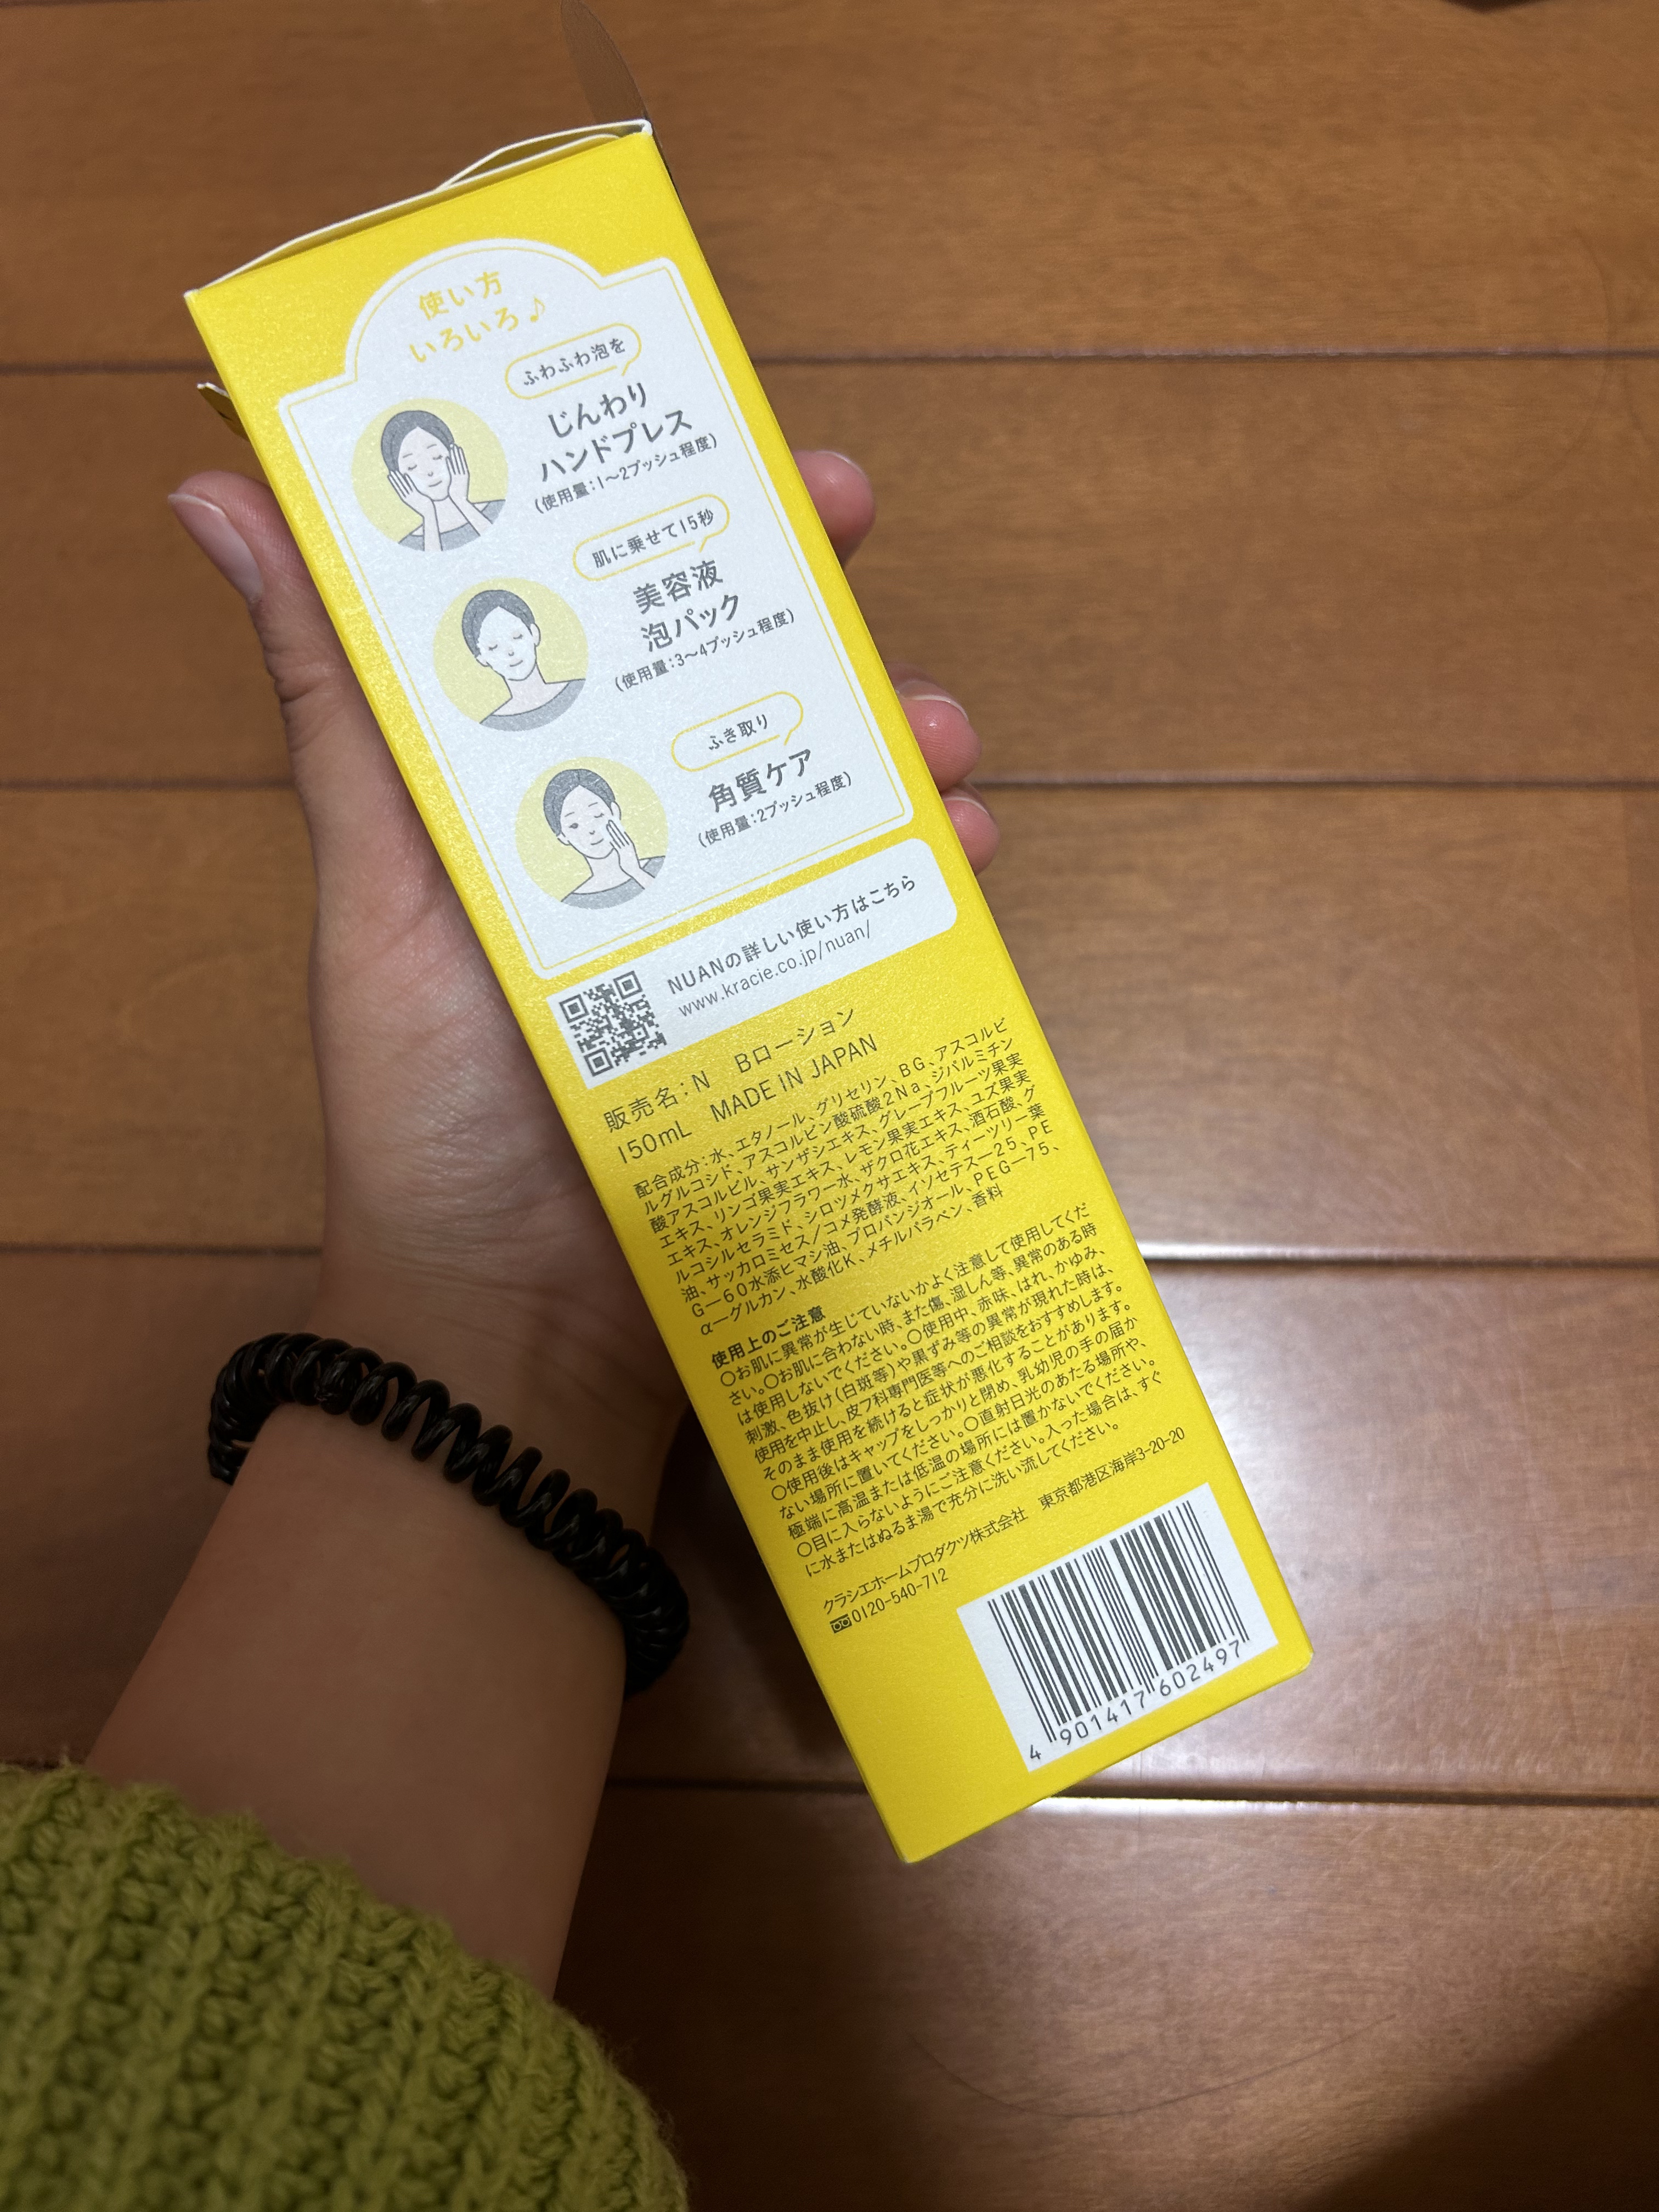 使い方
いろいろ♪
ふわふわ泡を
じんわり
ハンドプレス
(使用量:1〜2プッシュ程度)
肌に乗せて15秒
美容液
泡パック
(使用量:3〜4プッシュ程度)
ふき取り
角質ケア
(使用量:2プッシュ程度)
NUANの詳しい使い方はこちら
www.kracie.co.jp/nuan/
販売名:N Bローション
150mL MADE IN JAPAN
配合成分:水、エタノール、グリセリン、BG、アスコルビ
ルグルコシド、アスコルビン酸硫酸2Na、ジパルミチン
酸アスコルビル、サンザシエキス、グレープフルーツ果実
エキス、リンゴ果実エキス、レモン果実エキス、ユズ果実
エキス、オレンジフラワー水、ザクロ花エキス、酒石酸、グ
ルコシルセラミド、シロツメクサエキス、ティーツリー葉
油、サッカロミセス/コメ発酵液、イソセテス−25、PE
G−60水添ヒマシ油、プロパンジオール、PEG−75、
α−グルカン、水酸化K、メチルパラベン、香料
使用上のご注意
○お肌に異常が生じていないかよく注意して使用してくだ
さい。○お肌に合わない時、また傷、湿しん等、異常のある時
は使用しないでください。○使用中、赤味、はれ、かゆみ、
刺激、色抜け(白斑等)や黒ずみ等の異常が現れた時は、
使用を中止し、皮フ科専門医等へのご相談をおすすめします。
そのまま使用を続けると症状が悪化することがあります。
○使用後はキャップをしっかりと閉め、乳幼児の手の届か
ない場所に置いてください。○直射日光のあたる場所や、
極端に高温または低温の場所には置かないでください。
○目に入らないようにご注意ください。入った場合は、すぐ
に水またはぬるま湯で充分に洗い流してください。
クラシエホームプロダクツ株式会社 東京都港区海岸3-20-20
0120-540-712
4 901417 602497